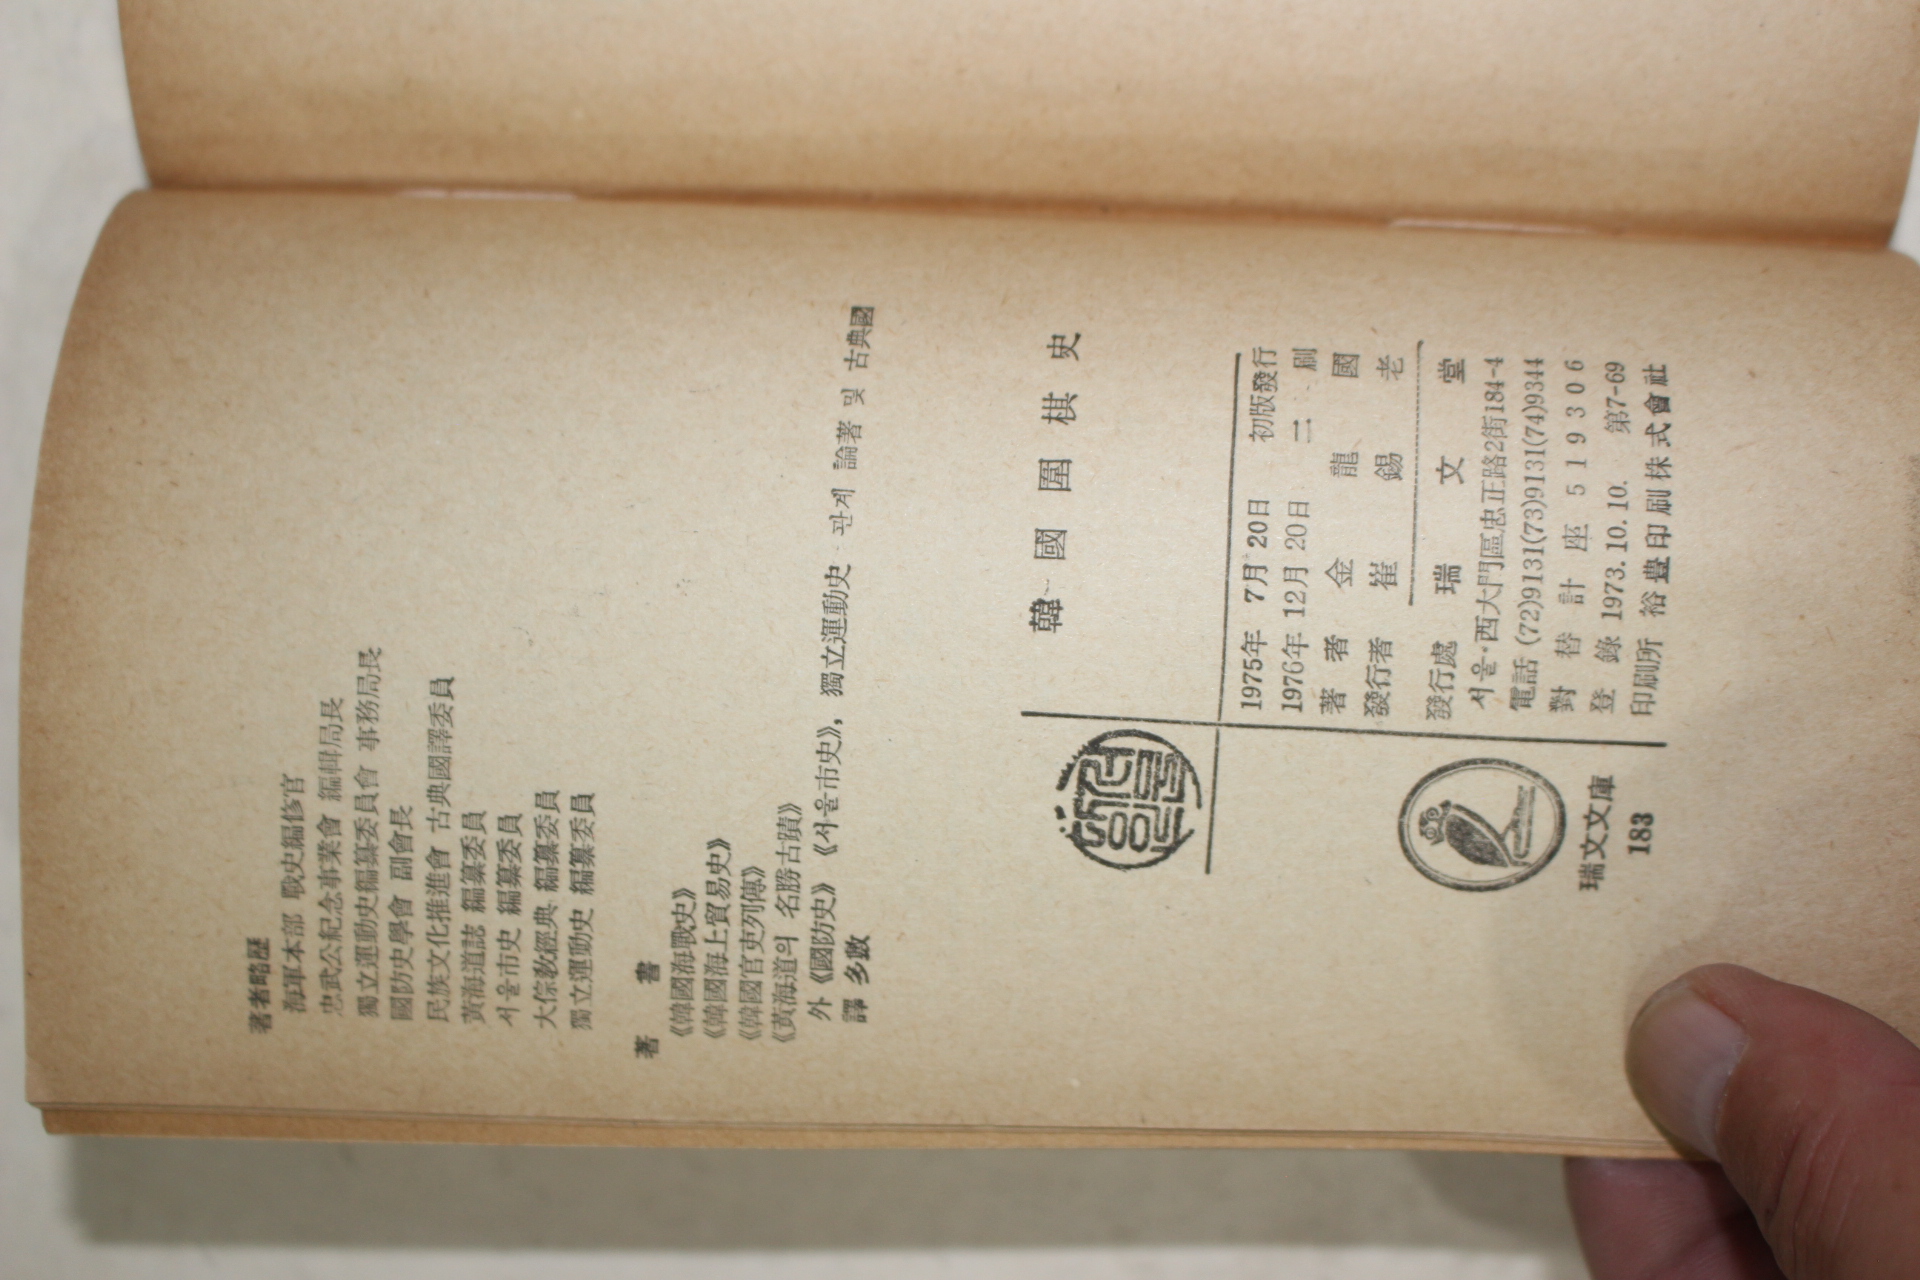 著者略歷
海軍本部 戰史編修官
忠武公紀念事業會 編輯局長
獨立運動史編纂委員會 事務局長
國防史學會 副會長
民族文化推進會 古典國譯委員
黃海道誌 編纂委員
서울市史 編纂委員
大倧敎經典 編纂委員
獨立運動史 編纂委員
著 書
《韓國海戰史》
《韓國海上貿易史》
《韓國官吏列傳》
《黃海道의 名勝古蹟》
外《國防史》《서울市史》, 獨立運動史 관계 論著 및 古典國
譯 多數
韓 國 圍 棋 史
1975年 7月 20日 初版發行
1976年 12月 20日 二 刷
著 者 金 龍 國
發行者 崔 錫 老
發行處 瑞 文 堂
서울·西大門區忠正路2街184-4
電話 (72)9131(73)9131(74)9344
對 替 計 座 5 1 9 3 0 6
登 錄 1973.10.10. 第7-69
印刷所 裕豊印刷株式會社
瑞文文庫
183